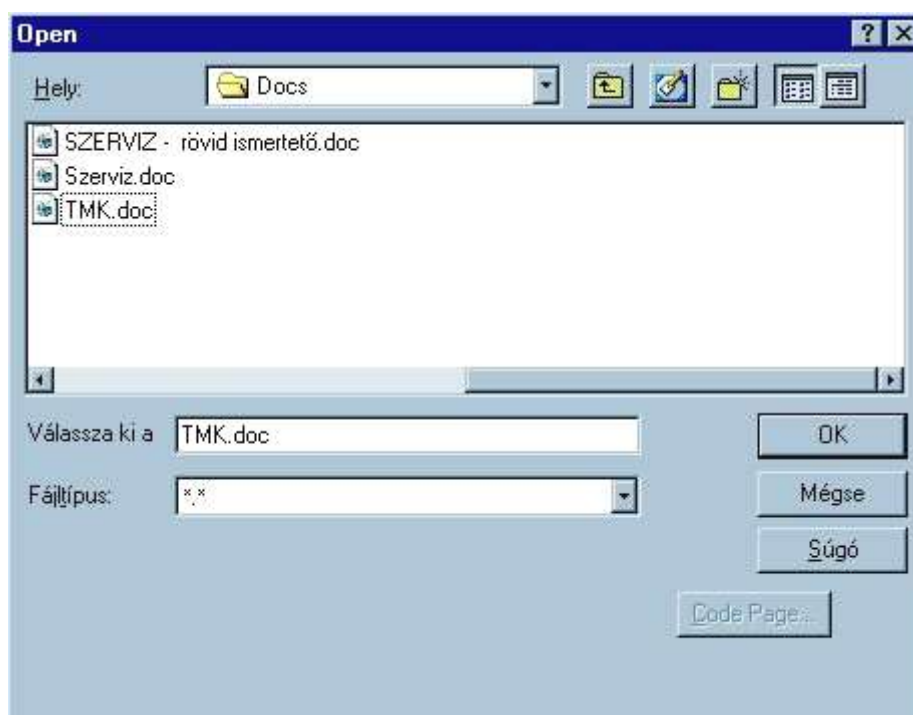 Open
Hely:
Docs
SZERVIZ - rövid ismertető.doc
Szerviz.doc
TMK.doc
Válassza ki a
TMK.doc
OK
Fájltípus:
*.*
Mégse
Súgó
Code Page...